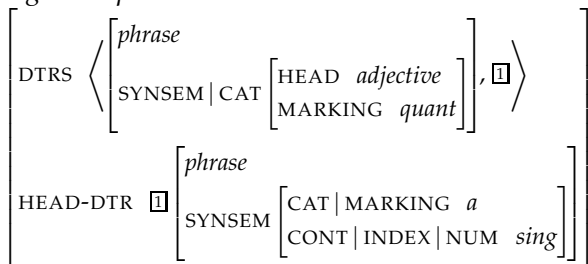 phrase
DTRS
SYNSEM | CAT
HEAD adjective
MARKING quant
, 1
phrase
HEAD-DTR 1
SYNSEM
CAT | MARKING a
CONT | INDEX | NUM sing